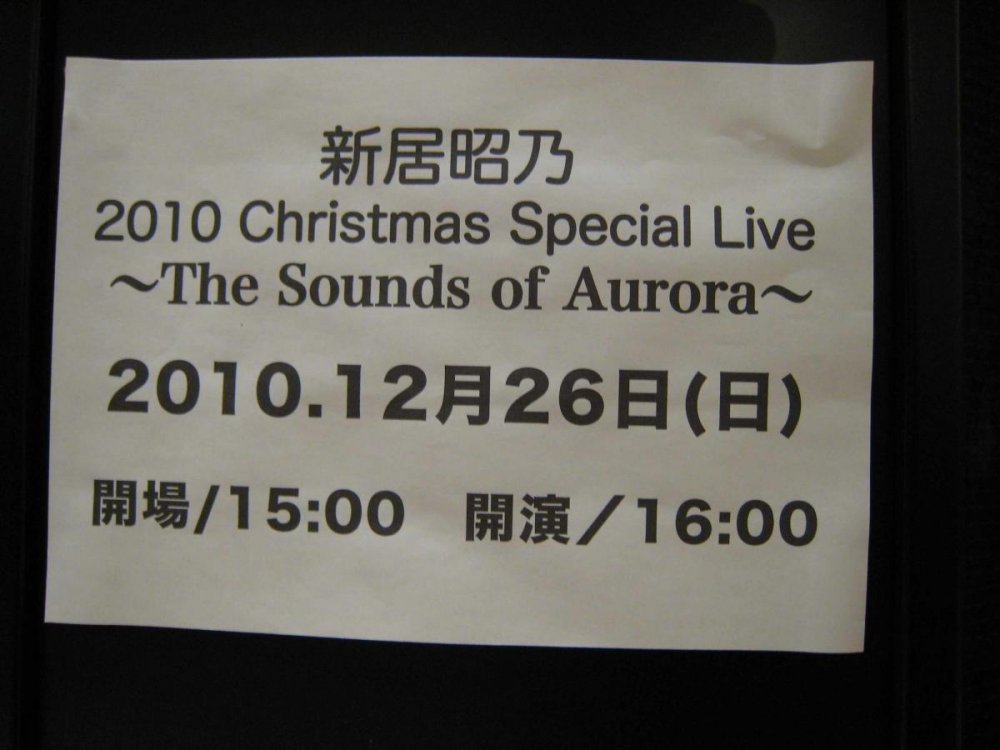 新居昭乃
2010 Christmas Special Live
～The Sounds of Aurora～
2010.12月26日(日)
開場/15:00　開演／16:00